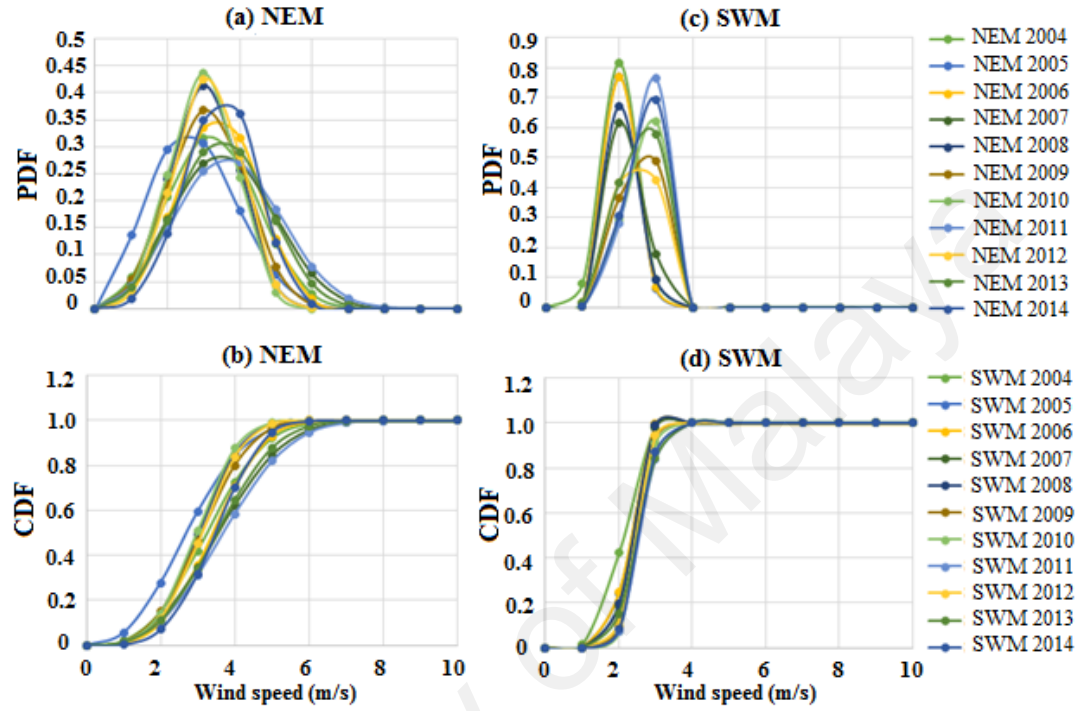 (a) NEM
PDF
0.5
0.45
0.4
0.35
0.3
0.25
0.2
0.15
0.1
0.05
0
(c) SWM
PDF
0.9
0.8
0.7
0.6
0.5
0.4
0.3
0.2
0.1
0
NEM 2004
NEM 2005
NEM 2006
NEM 2007
NEM 2008
NEM 2009
NEM 2010
NEM 2011
NEM 2012
NEM 2013
NEM 2014
(b) NEM
CDF
1.2
1.0
0.8
0.6
0.4
0.2
0
0 2 4 6 8 10
Wind speed (m/s)
(d) SWM
CDF
1.2
1.0
0.8
0.6
0.4
0.2
0
0 2 4 6 8 10
Wind speed (m/s)
SWM 2004
SWM 2005
SWM 2006
SWM 2007
SWM 2008
SWM 2009
SWM 2010
SWM 2011
SWM 2012
SWM 2013
SWM 2014
of Malaya